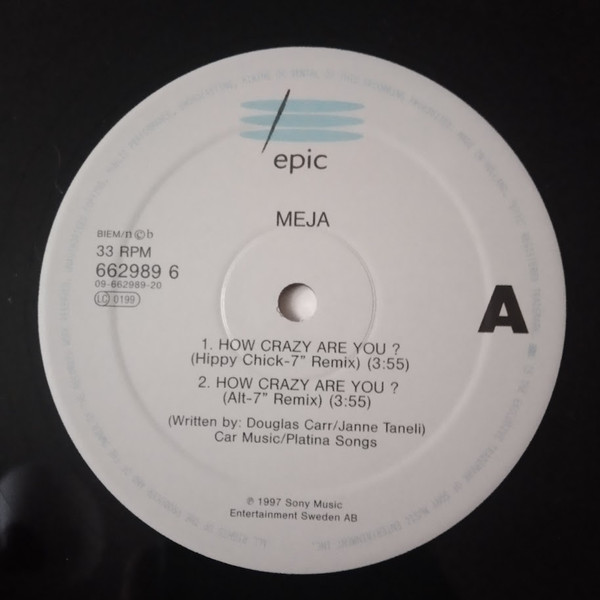 epic
MEJA
BIEM/n©b
33 RPM
662989 6
09-662989-20
LC 0199
A
1. HOW CRAZY ARE YOU ?
(Hippy Chick-7" Remix) (3:55)
2. HOW CRAZY ARE YOU ?
(Alt-7" Remix) (3:55)
(Written by: Douglas Carr/Janne Taneli)
Car Music/Platina Songs
℗ 1997 Sony Music
Entertainment Sweden AB